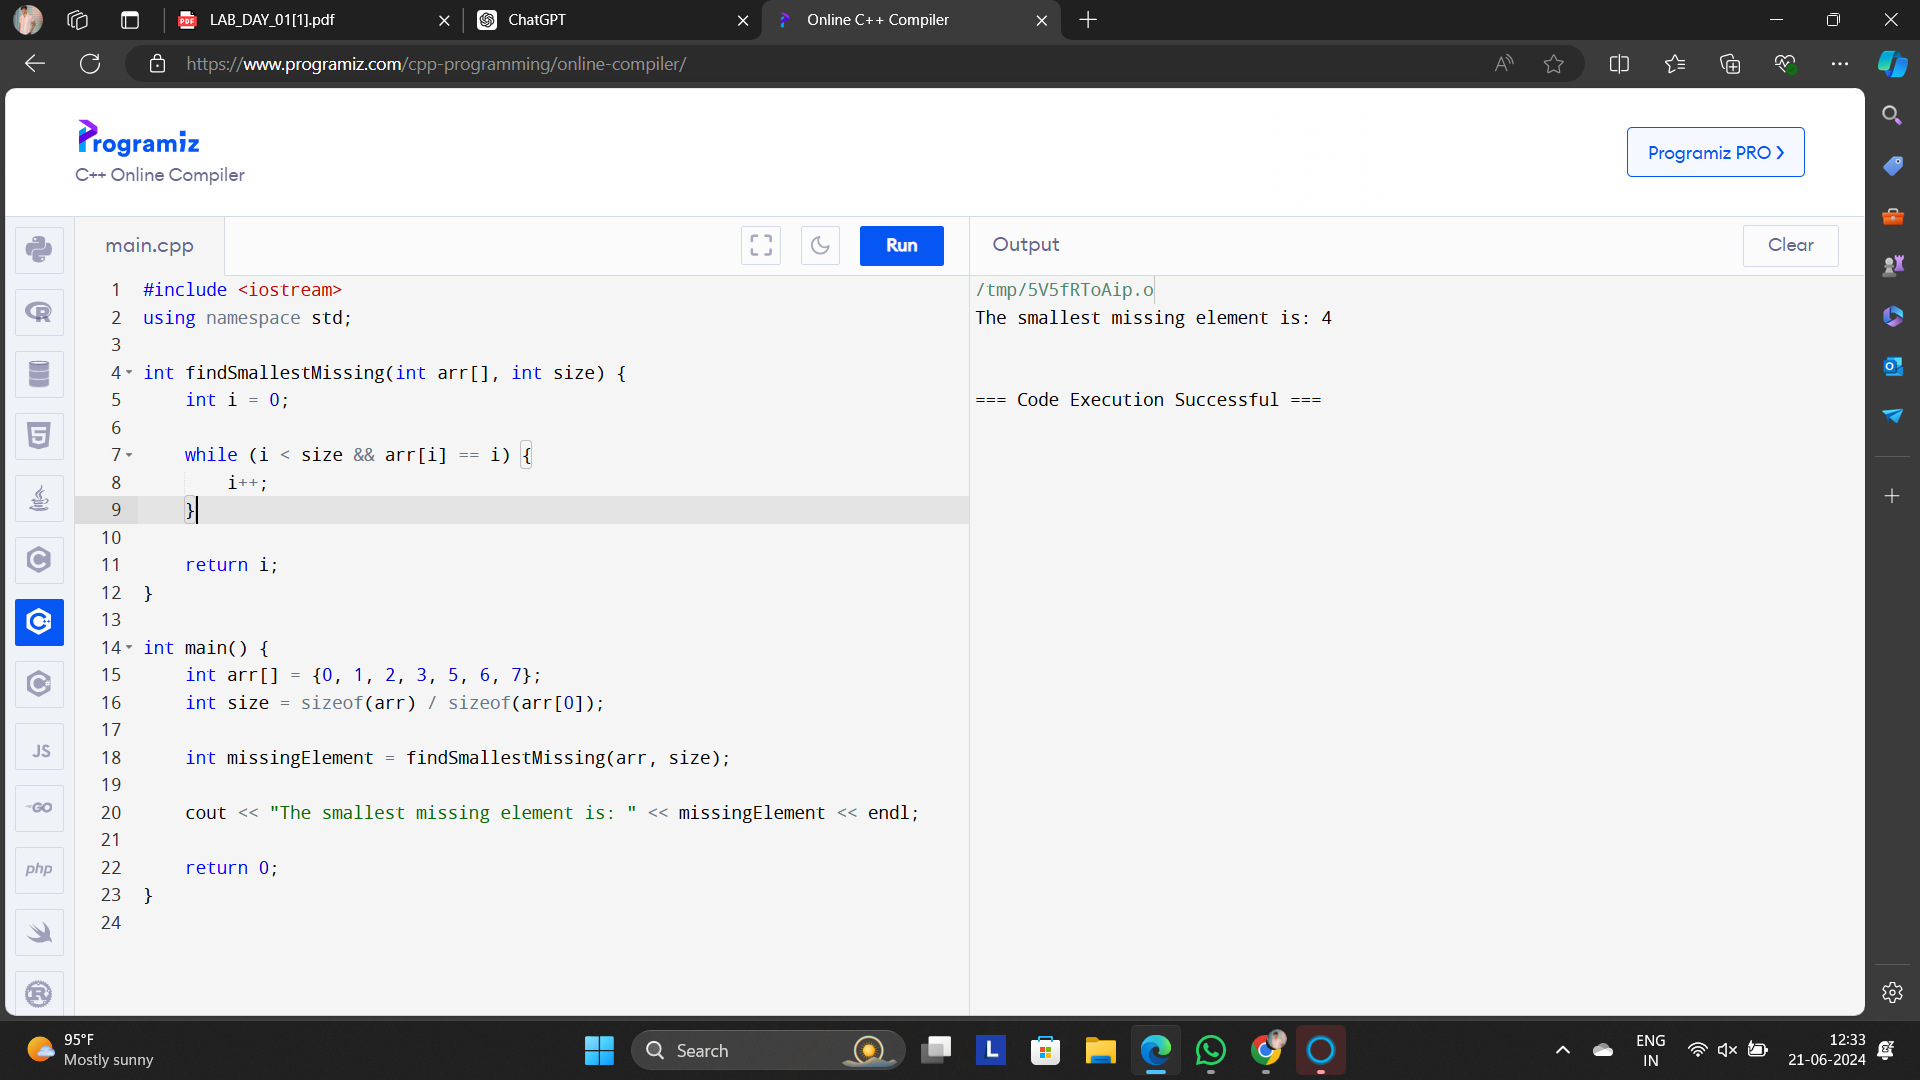 LAB_DAY_01[1].pdf
ChatGPT
Online C++ Compiler
https://www.programiz.com/cpp-programming/online-compiler/
Programiz
C++ Online Compiler
Programiz PRO
main.cpp
Run
Output
Clear
1 #include <iostream>
2 using namespace std;
3
4 int findSmallestMissing(int arr[], int size) {
5     int i = 0;
6
7     while (i < size && arr[i] == i) {
8         i++;
9     }
10
11     return i;
12 }
13
14 int main() {
15     int arr[] = {0, 1, 2, 3, 5, 6, 7};
16     int size = sizeof(arr) / sizeof(arr[0]);
17
18     int missingElement = findSmallestMissing(arr, size);
19
20     cout << "The smallest missing element is: " << missingElement << endl;
21
22     return 0;
23 }
24
/tmp/5V5fRToAip.o
The smallest missing element is: 4
=== Code Execution Successful ===
JS
GO
php
95°F
Mostly sunny
Search
L
ENG
IN
12:33
21-06-2024